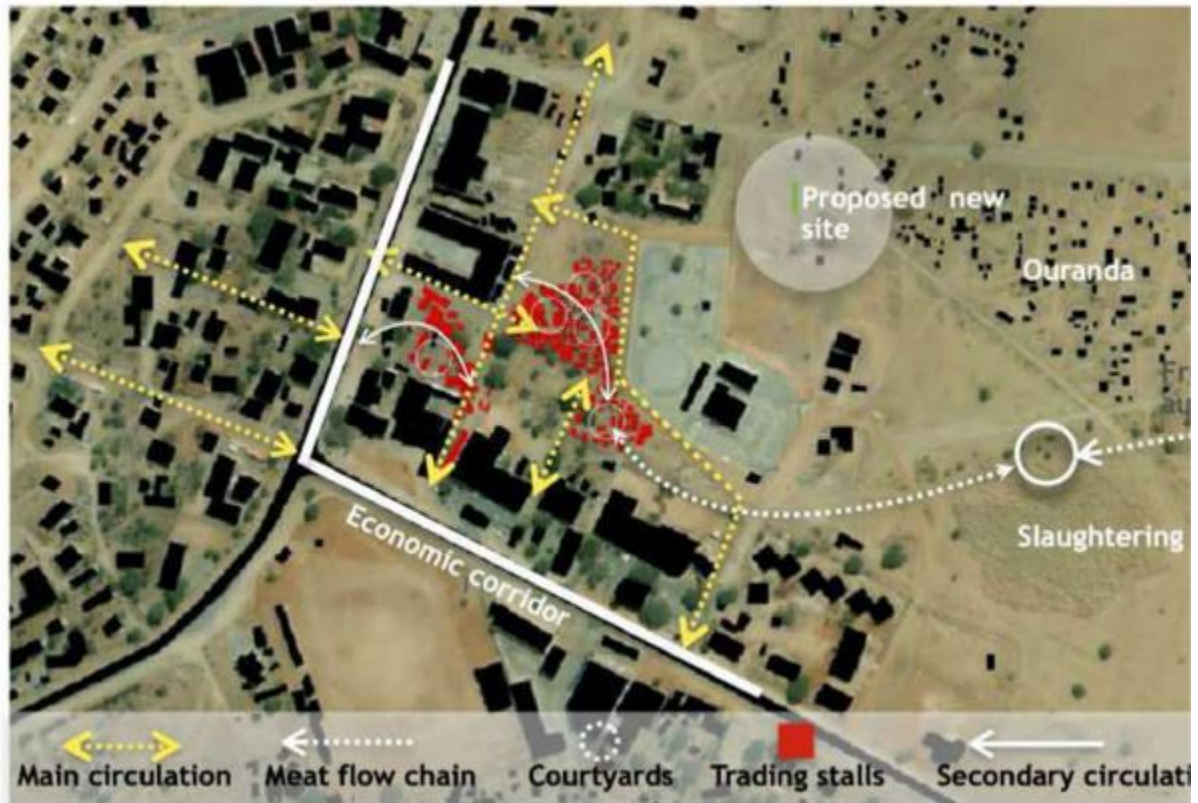 Proposed new
site
Ouranda
Slaughtering
Economic corridor
Main circulation
Meat flow chain
Courtyards
Trading stalls
Secondary circulati